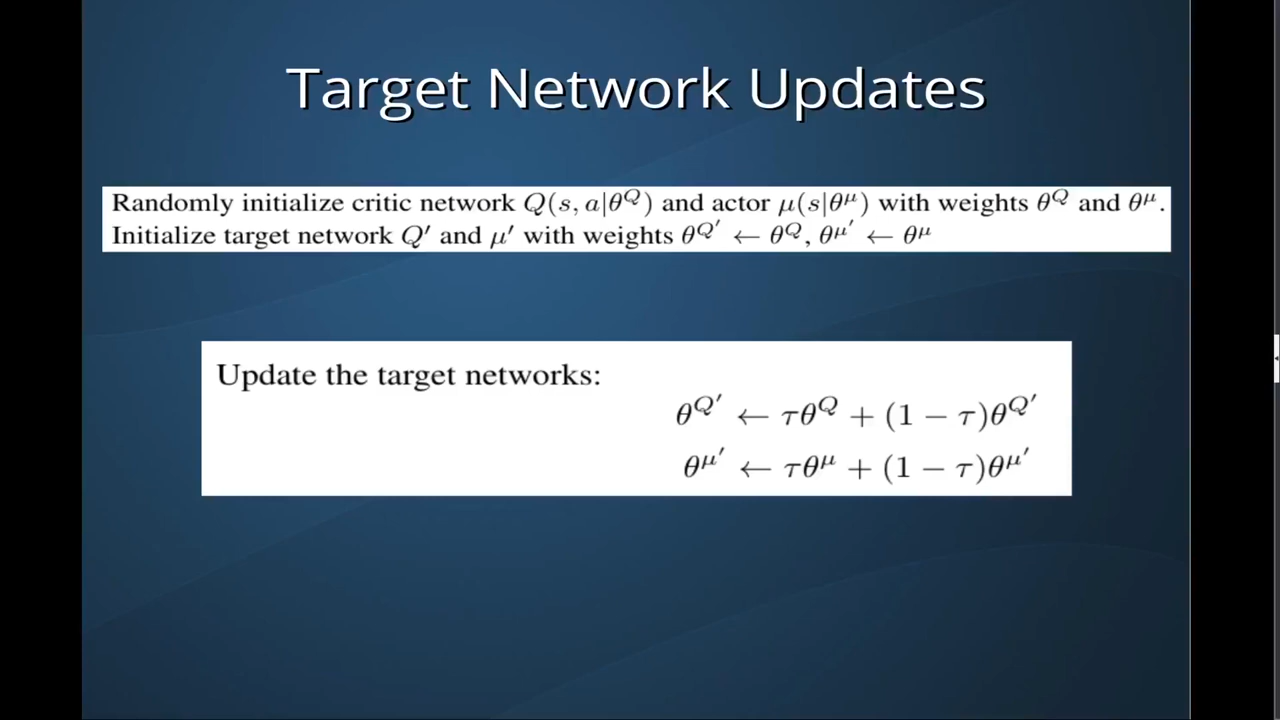 Target Network Updates
Randomly initialize critic network Q(s, a|θ^Q) and actor μ(s|θ^μ) with weights θ^Q and θ^μ.
Initialize target network Q′ and μ′ with weights θ^Q′ ← θ^Q, θ^μ′ ← θ^μ
Update the target networks:
θ^Q′ ← τθ^Q + (1 − τ)θ^Q′
θ^μ′ ← τθ^μ + (1 − τ)θ^μ′